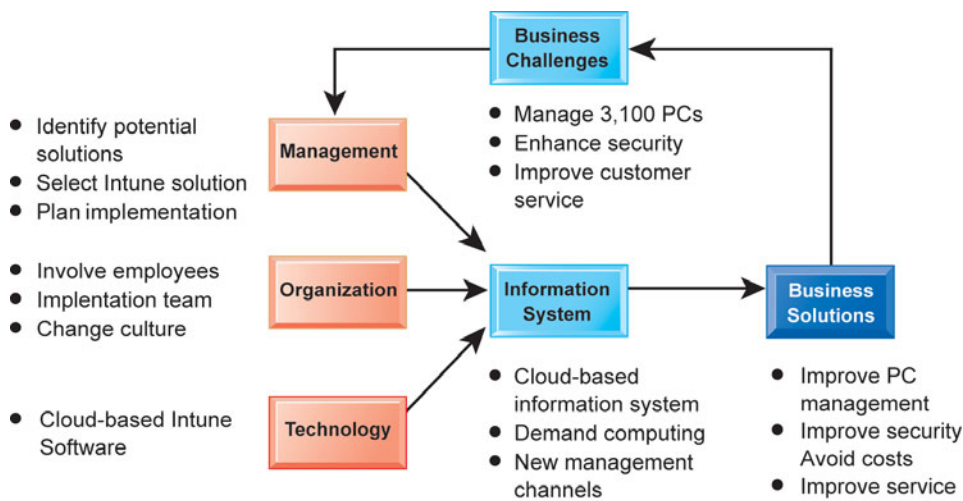 Business
Challenges
• Manage 3,100 PCs
• Enhance security
• Improve customer
service
• Identify potential
solutions
• Select Intune solution
• Plan implementation
Management
• Involve employees
• Implentation team
• Change culture
Organization
Information
System
Business
Solutions
• Cloud-based Intune
Software
Technology
• Cloud-based
information system
• Demand computing
• New management
channels
• Improve PC
management
• Improve security
Avoid costs
• Improve service